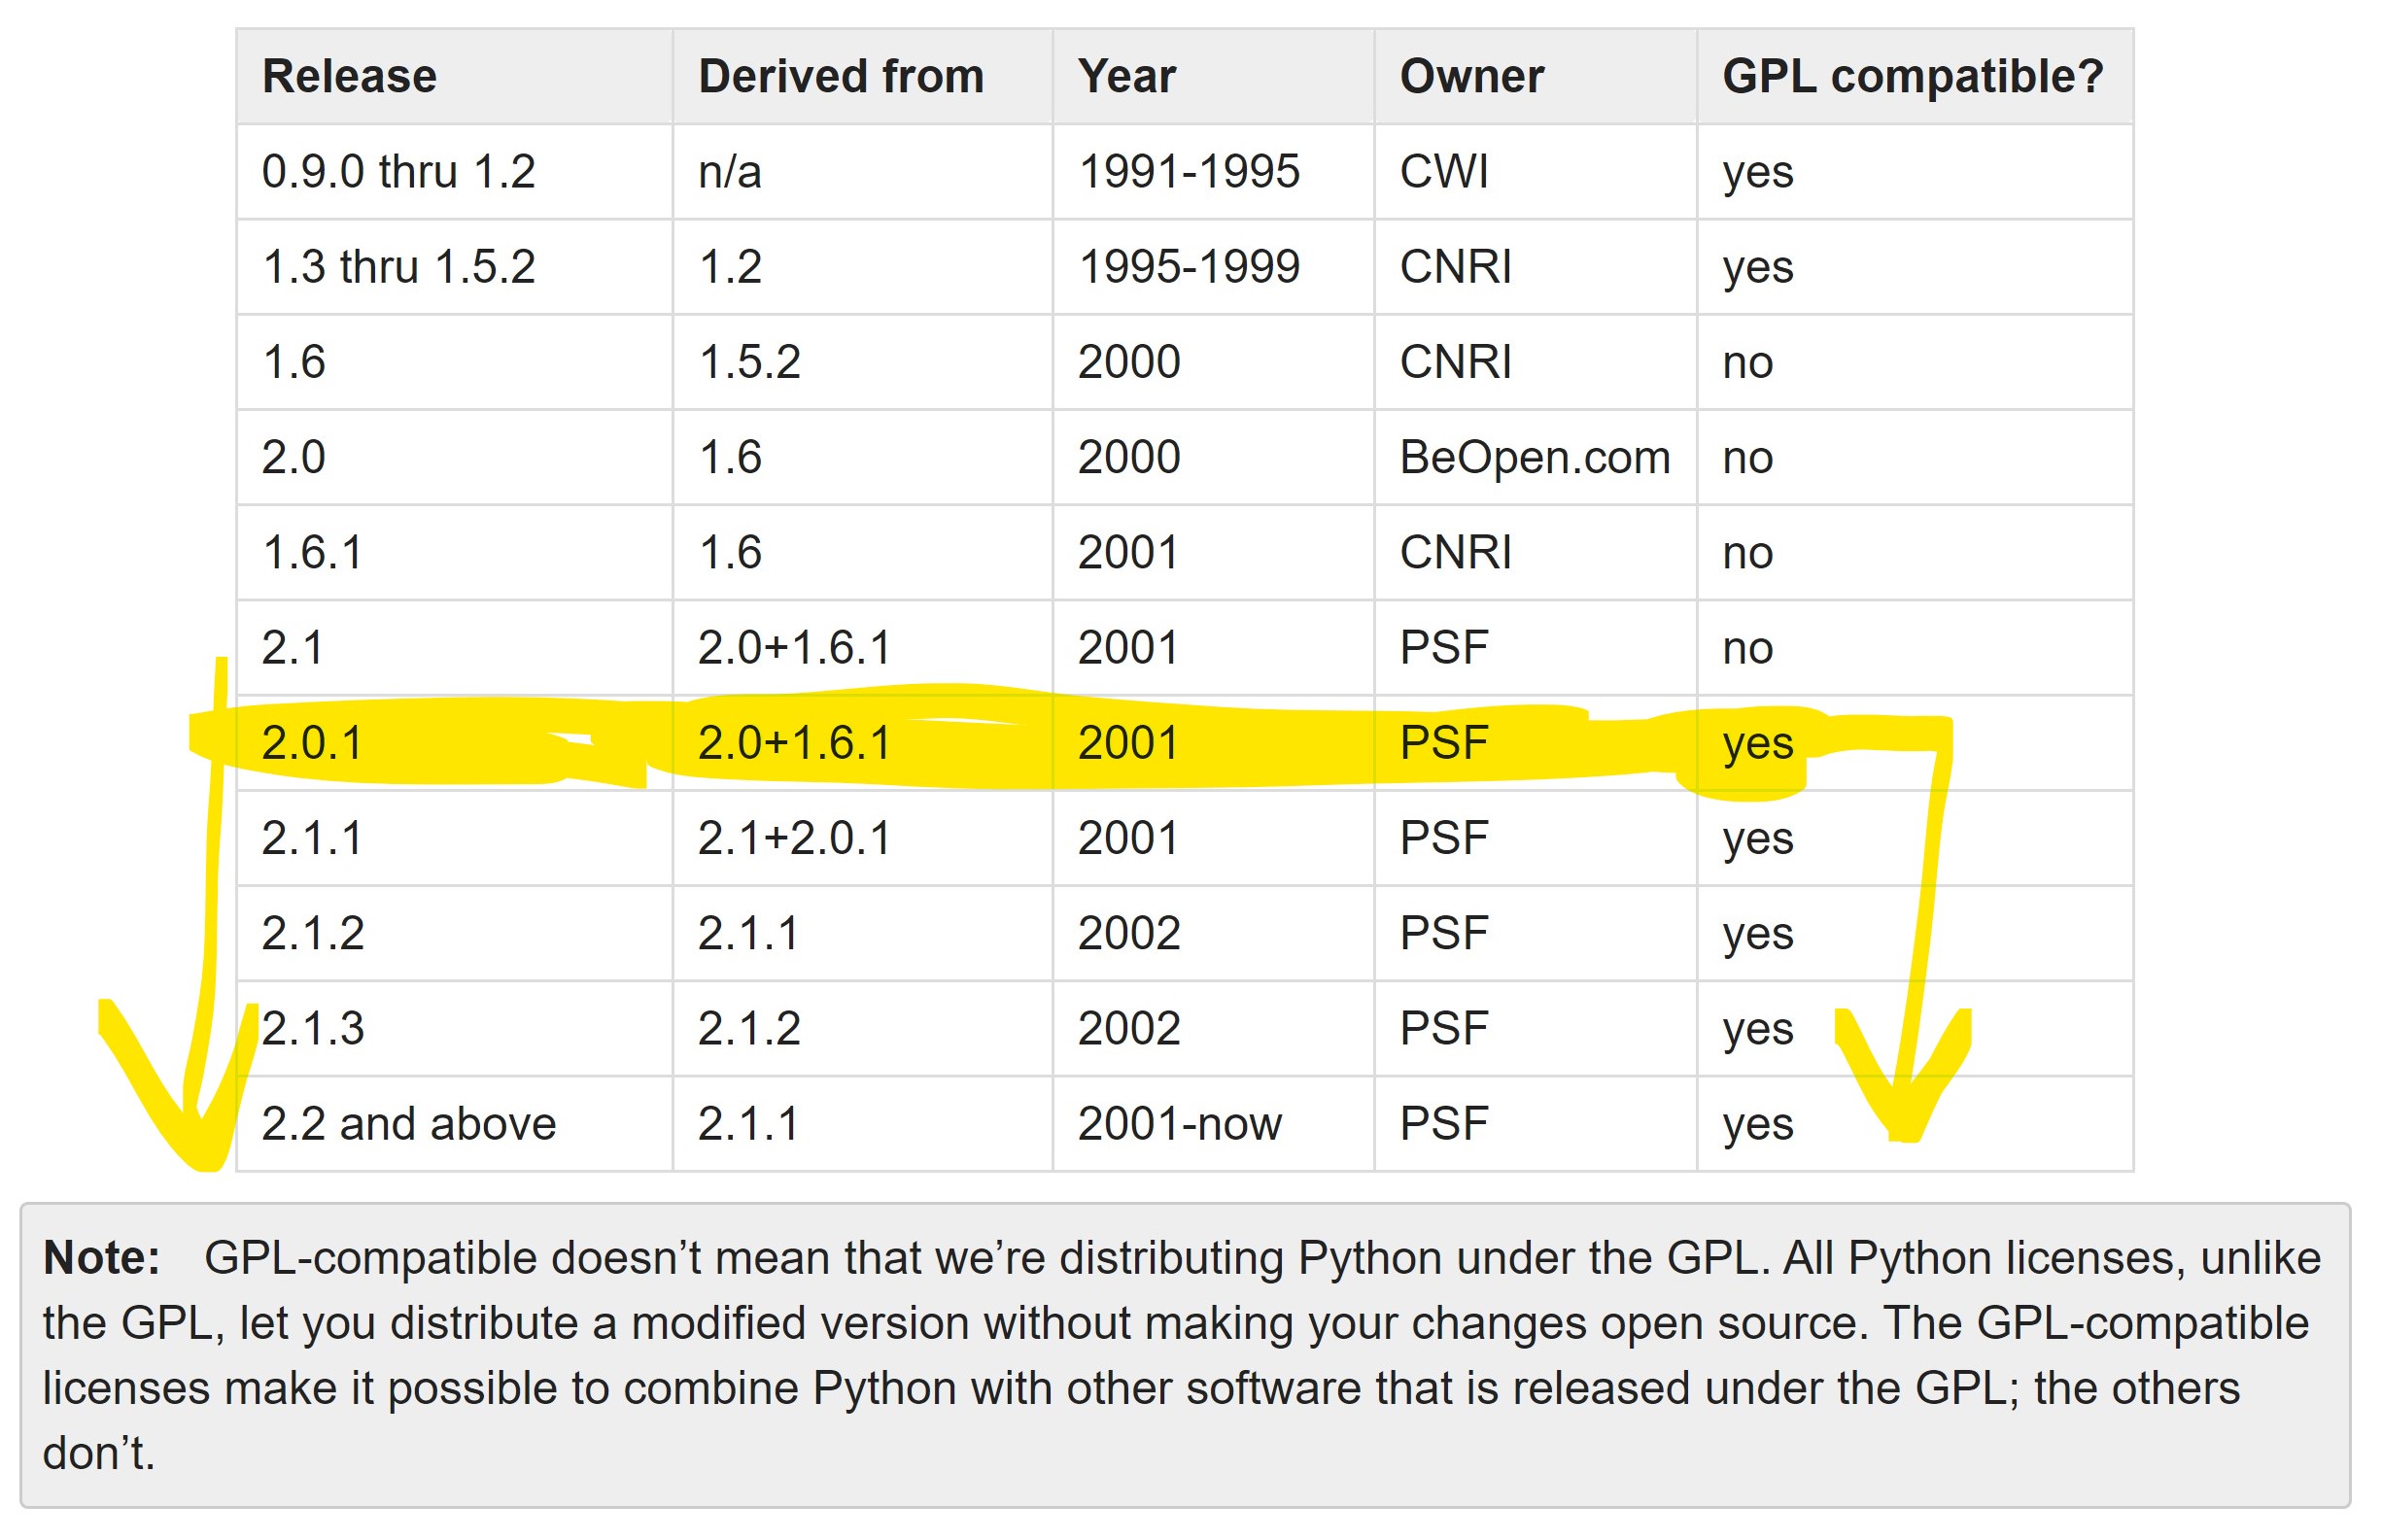 Release Derived from Year Owner GPL compatible?
0.9.0 thru 1.2 n/a 1991-1995 CWI yes
1.3 thru 1.5.2 1.2 1995-1999 CNRI yes
1.6 1.5.2 2000 CNRI no
2.0 1.6 2000 BeOpen.com no
1.6.1 1.6 2001 CNRI no
2.1 2.0+1.6.1 2001 PSF no
2.0.1 2.0+1.6.1 2001 PSF yes
2.1.1 2.1+2.0.1 2001 PSF yes
2.1.2 2.1.1 2002 PSF yes
2.1.3 2.1.2 2002 PSF yes
2.2 and above 2.1.1 2001-now PSF yes
Note: GPL-compatible doesn’t mean that we’re distributing Python under the GPL. All Python licenses, unlike
the GPL, let you distribute a modified version without making your changes open source. The GPL-compatible
licenses make it possible to combine Python with other software that is released under the GPL; the others
don’t.